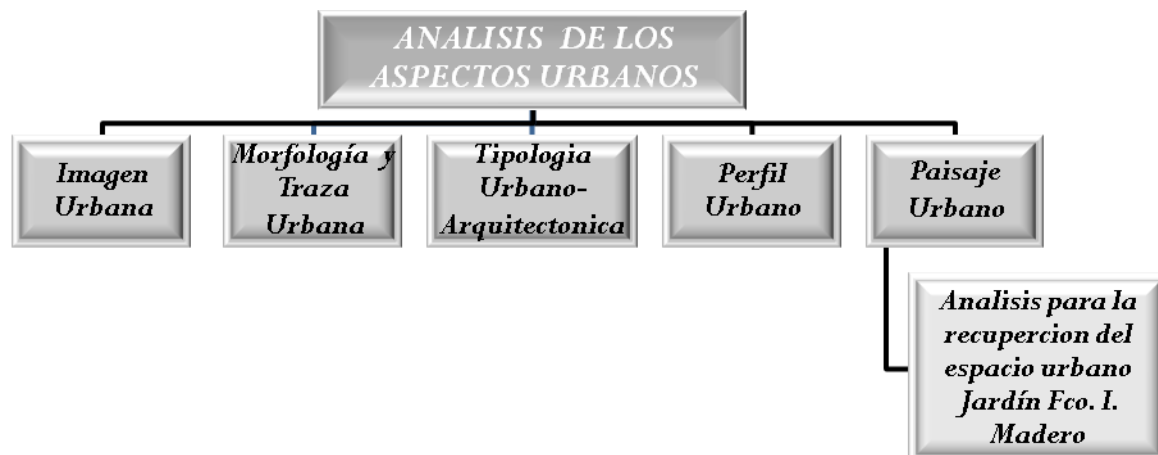 ANALISIS DE LOS
ASPECTOS URBANOS
Imagen
Urbana
Morfología y
Traza
Urbana
Tipologia
Urbano-
Arquitectonica
Perfil
Urbano
Paisaje
Urbano
Analisis para la
recupercion del
espacio urbano
Jardín Fco. I.
Madero